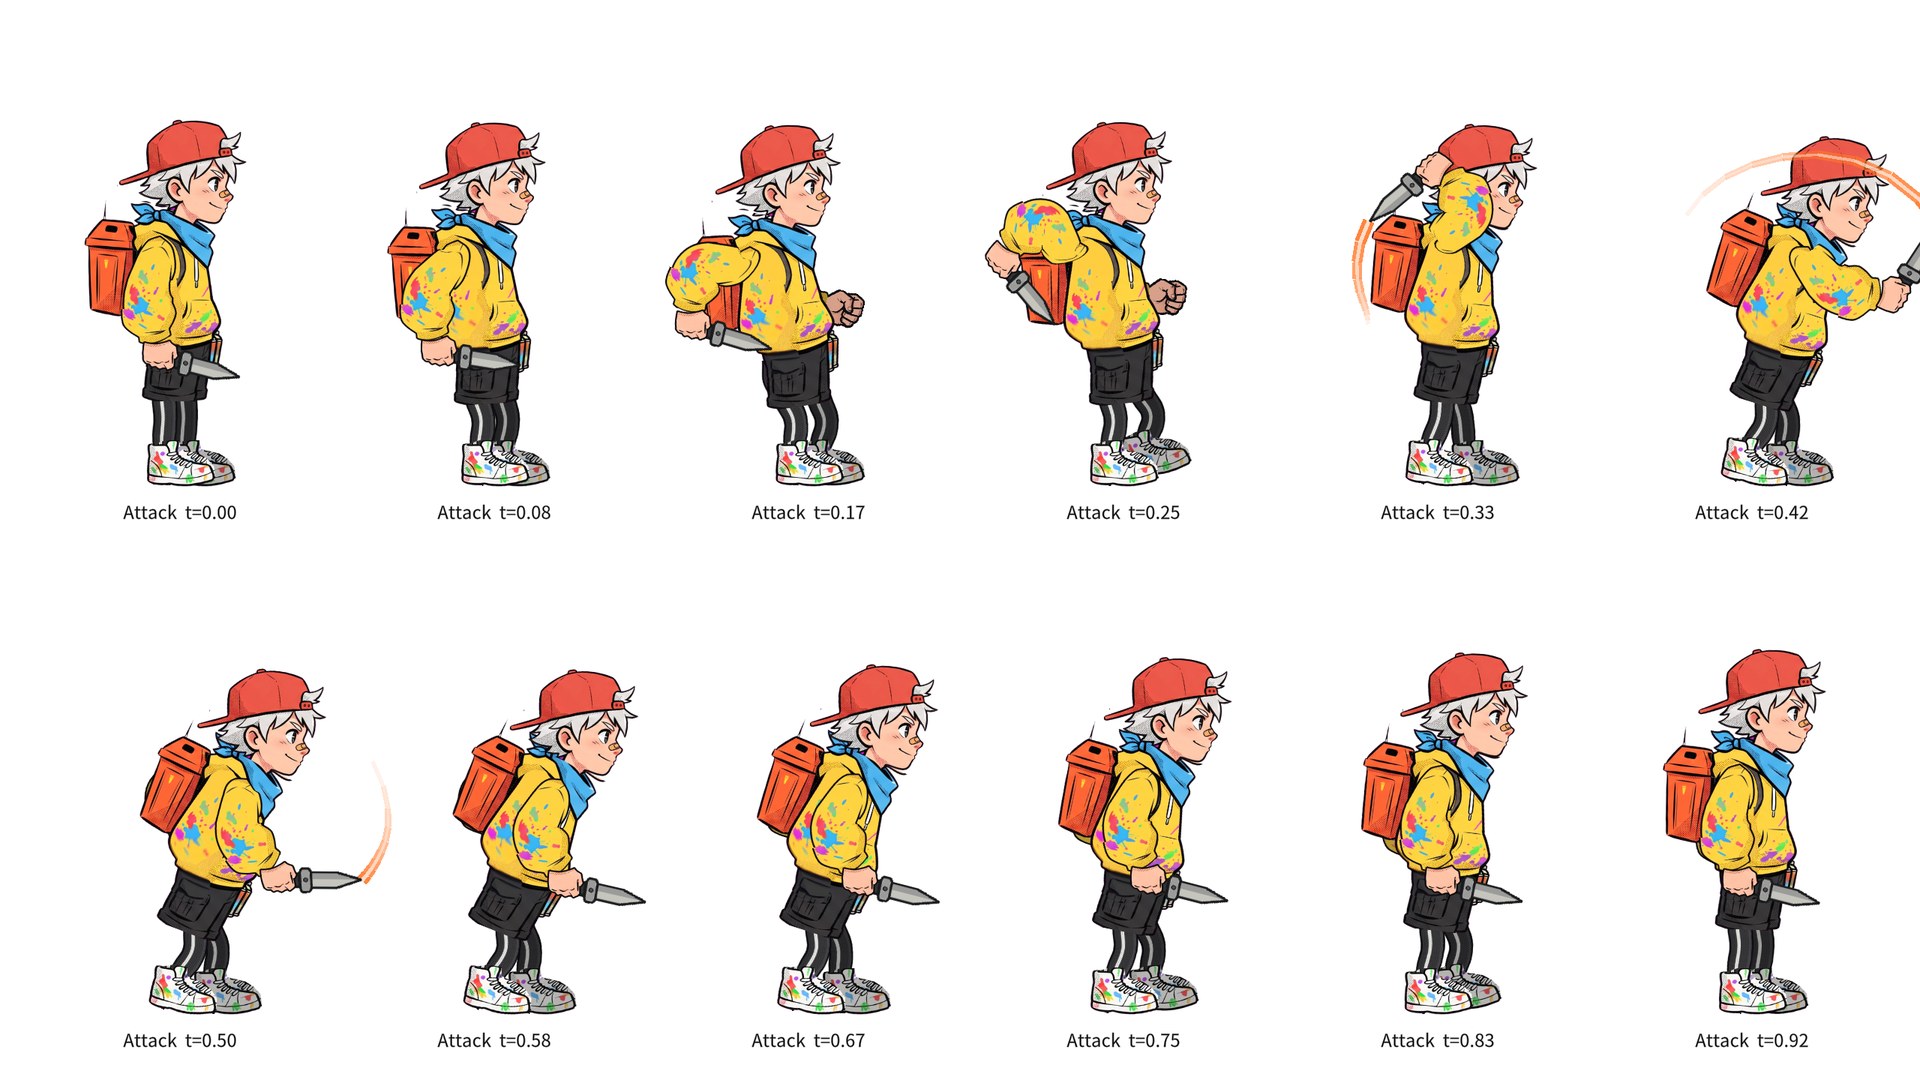 Attack t=0.00
Attack t=0.08
Attack t=0.17
Attack t=0.25
Attack t=0.33
Attack t=0.42
Attack t=0.50
Attack t=0.58
Attack t=0.67
Attack t=0.75
Attack t=0.83
Attack t=0.92